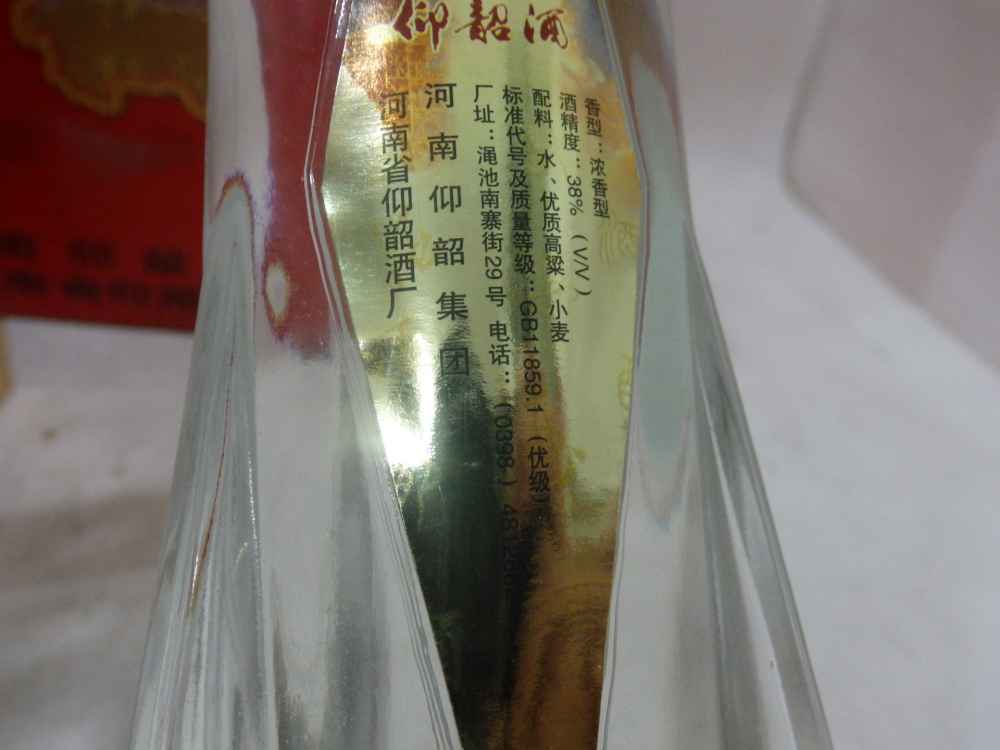 仰韶酒
香型：浓香型
酒精度：38%（V/V）
配料：水、优质高粱、小麦
标准代号及质量等级：GB11859.1（优级）
厂址：渑池南寨街29号 电话：（0398-）
河南仰韶集团
河南省仰韶酒厂